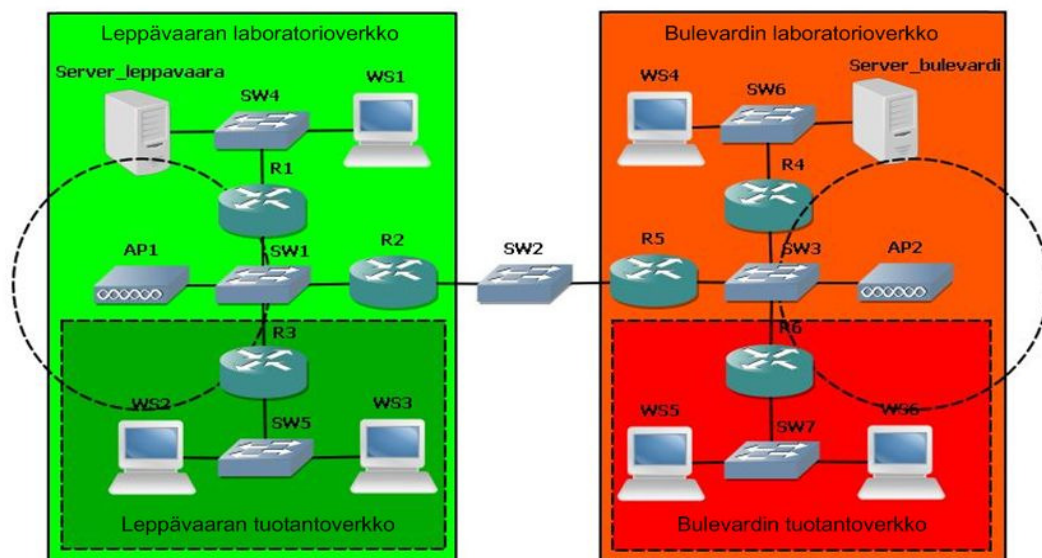 Leppävaaran laboratorioverkko
Bulevardin laboratorioverkko
Server_leppavaara
SW4
WS1
WS4
SW6
Server_bulevardi
R1
R4
AP1
SW1
R2
SW2
R5
SW3
AP2
R3
R6
WS2
SW5
WS3
WS5
SW7
WS6
Leppävaaran tuotantoverkko
Bulevardin tuotantoverkko